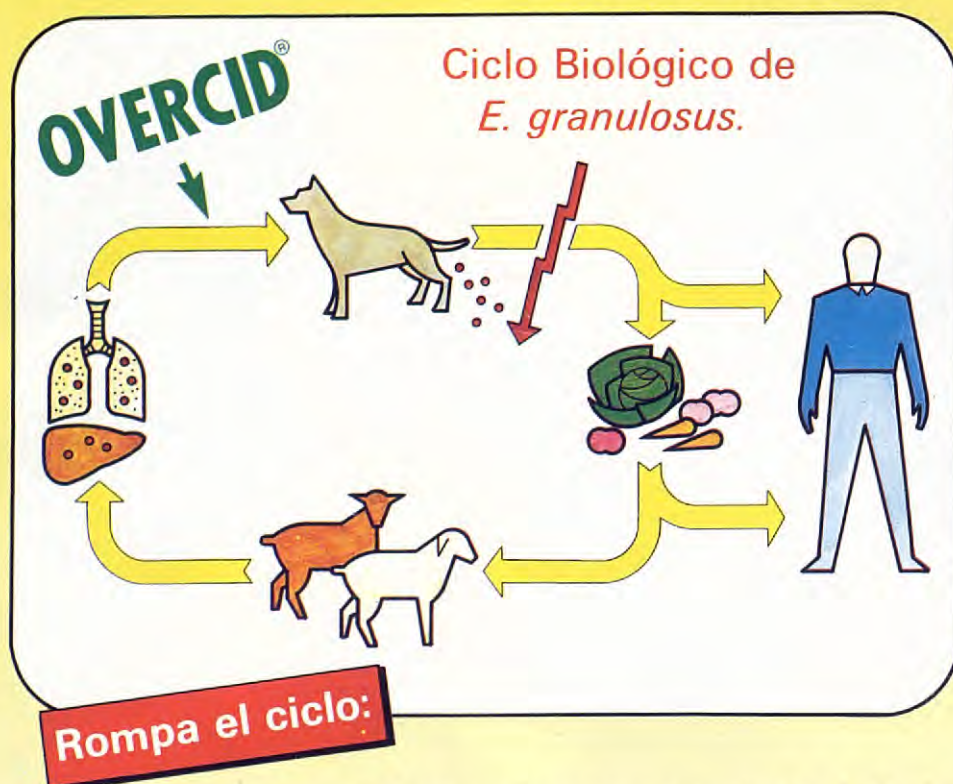 OVERCID®
Ciclo Biológico de
E. granulosus.
Rompa el ciclo: